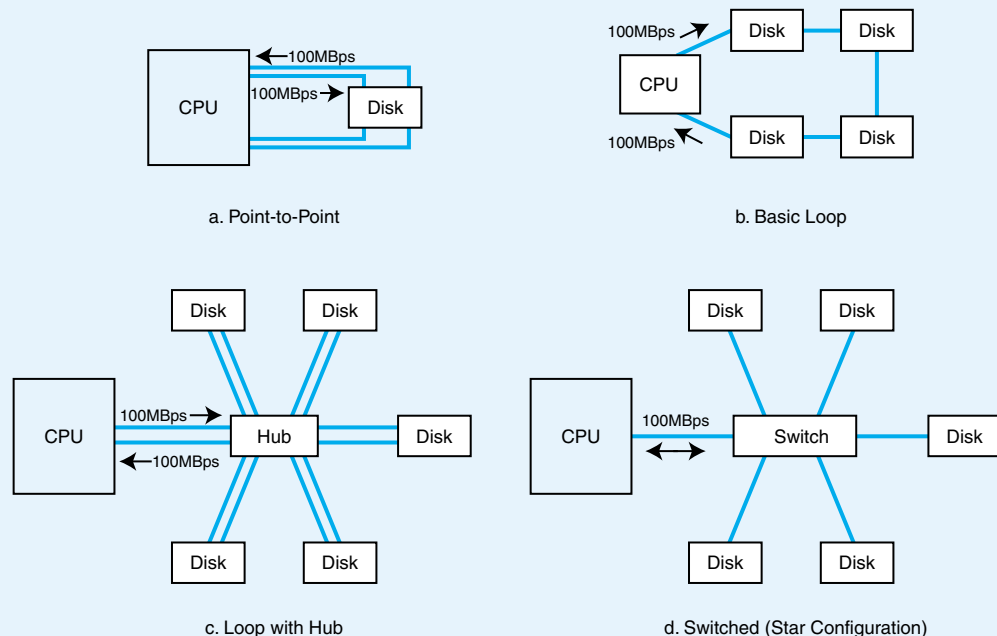 100MBps
100MBps
CPU
Disk
a. Point-to-Point
100MBps
Disk
Disk
CPU
100MBps
Disk
Disk
b. Basic Loop
Disk
Disk
CPU
100MBps
100MBps
Hub
Disk
Disk
Disk
c. Loop with Hub
Disk
Disk
CPU
100MBps
Switch
Disk
Disk
Disk
d. Switched (Star Configuration)